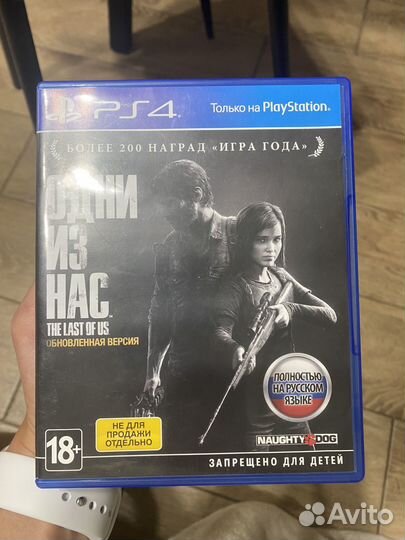 PS4
Только на PlayStation®
БОЛЕЕ 200 НАГРАД «ИГРА ГОДА»
ОДНИ
ИЗ
НАС
THE LAST OF US
ОБНОВЛЕННАЯ ВЕРСИЯ
ПОЛНОСТЬЮ
НА РУССКОМ
ЯЗЫКЕ
НЕ ДЛЯ
ПРОДАЖИ
ОТДЕЛЬНО
18+
NAUGHTY DOG
ЗАПРЕЩЕНО ДЛЯ ДЕТЕЙ
Avito